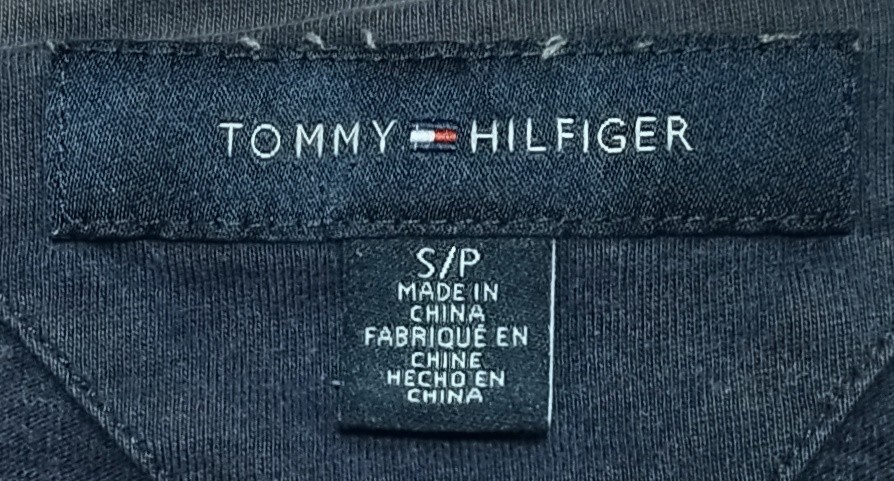 TOMMY HILFIGER
S/P
MADE IN
CHINA
FABRIQUÉ EN
CHINE
HECHO EN
CHINA